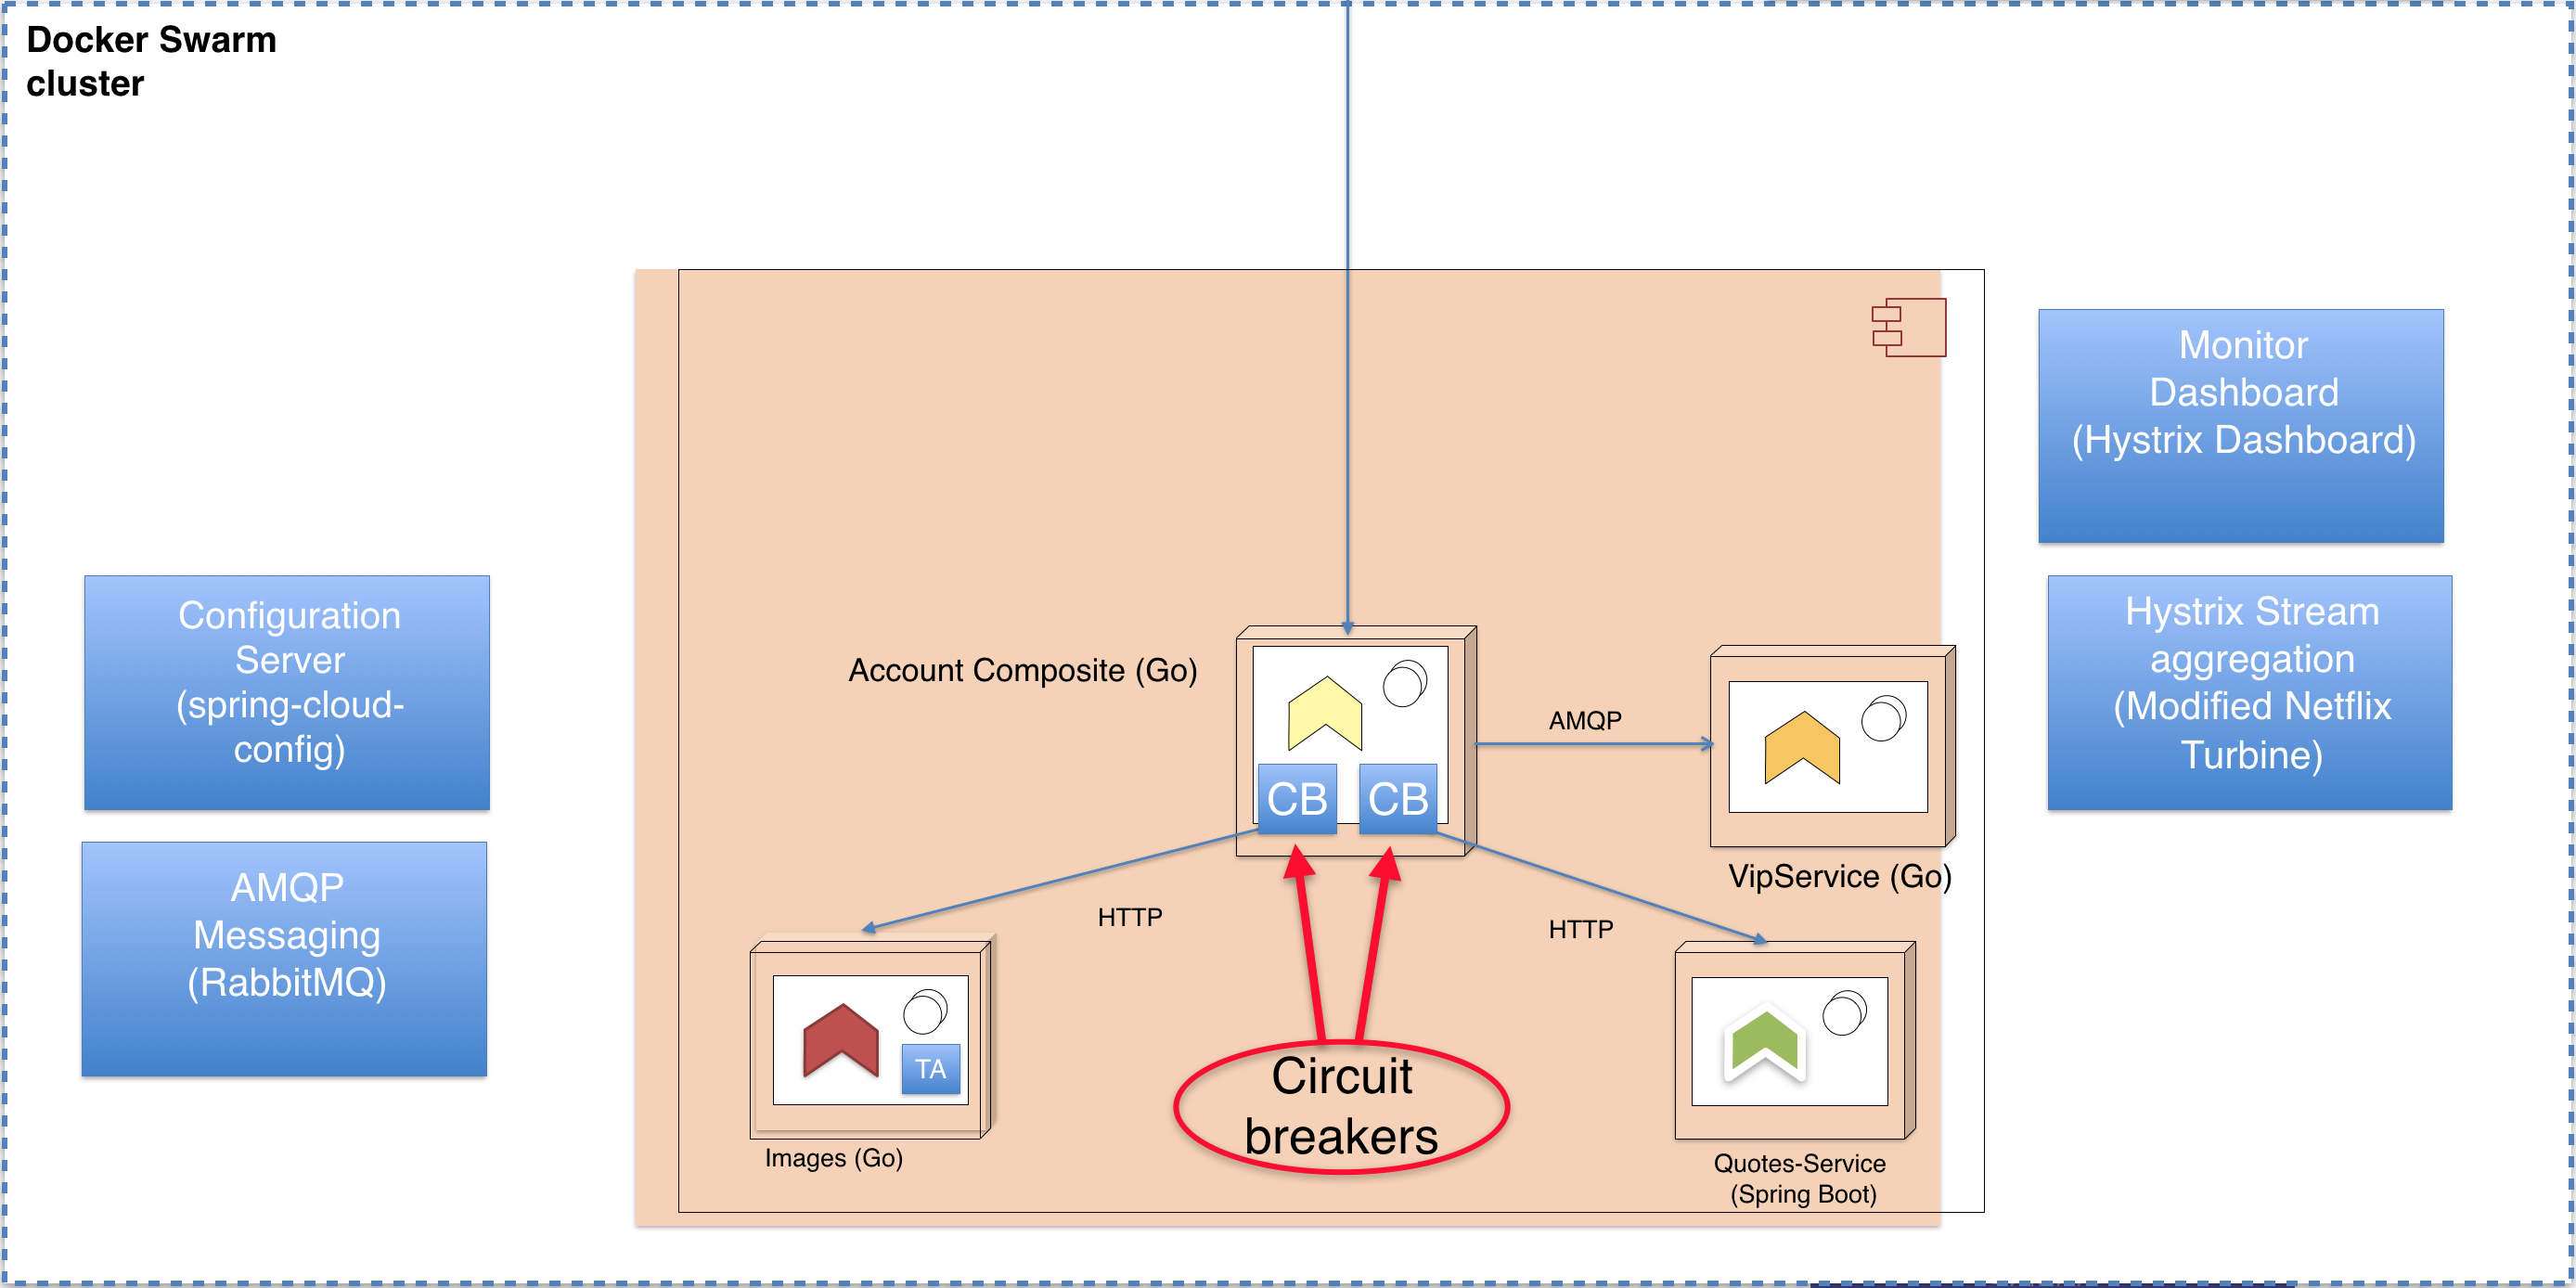 Docker Swarm
cluster
Monitor
Dashboard
(Hystrix Dashboard)
Configuration
Server
(spring-cloud-
config)
Hystrix Stream
aggregation
(Modified Netflix
Turbine)
Account Composite (Go)
AMQP
CB
CB
VipService (Go)
AMQP
Messaging
(RabbitMQ)
HTTP
HTTP
TA
Images (Go)
Circuit
breakers
Quotes-Service
(Spring Boot)